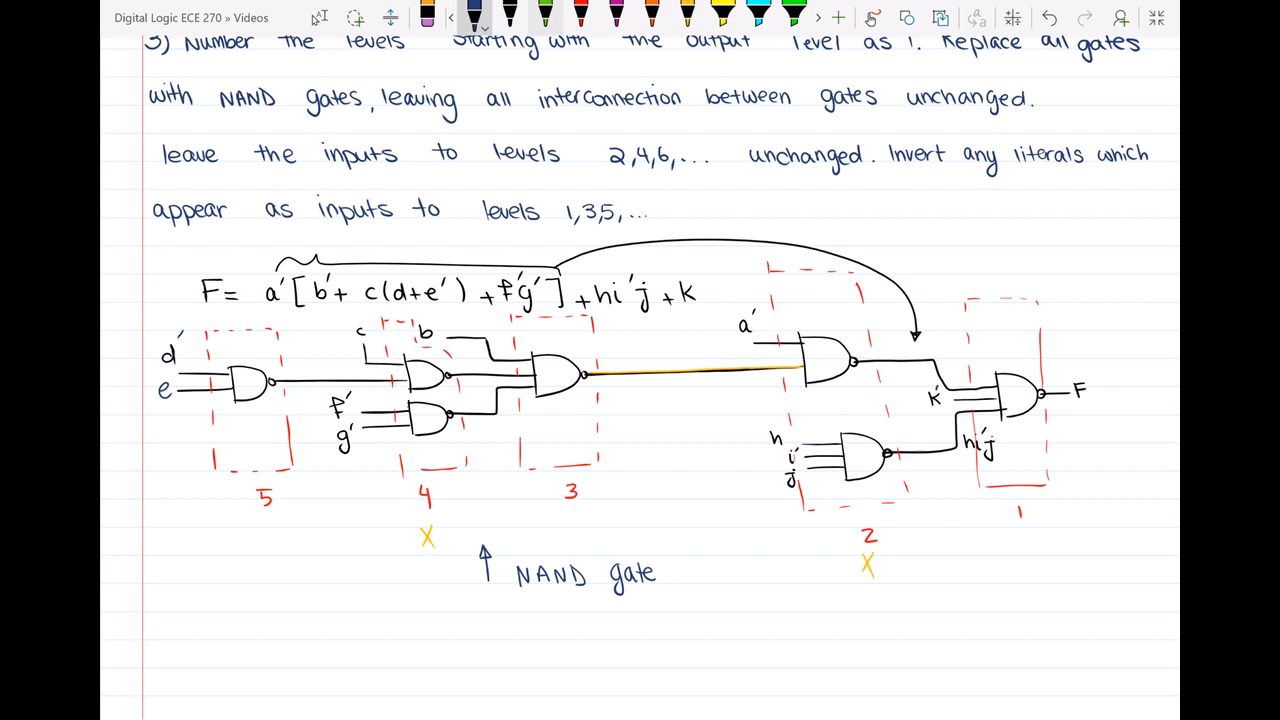 Digital Logic ECE 270 » Videos
3) Number the levels starting with the output level as 1. Replace all gates
with NAND gates, leaving all interconnection between gates unchanged.
leave the inputs to levels 2,4,6,... unchanged. Invert any literals which
appear as inputs to levels 1,3,5,...
F= a'[b'+ c(d+e') +f'g'] +hi'j +k
d'
e
c
b
f'
g'
a'
h
i'
j
k'
hi'j
F
5
4
3
2
1
X
X
NAND gate